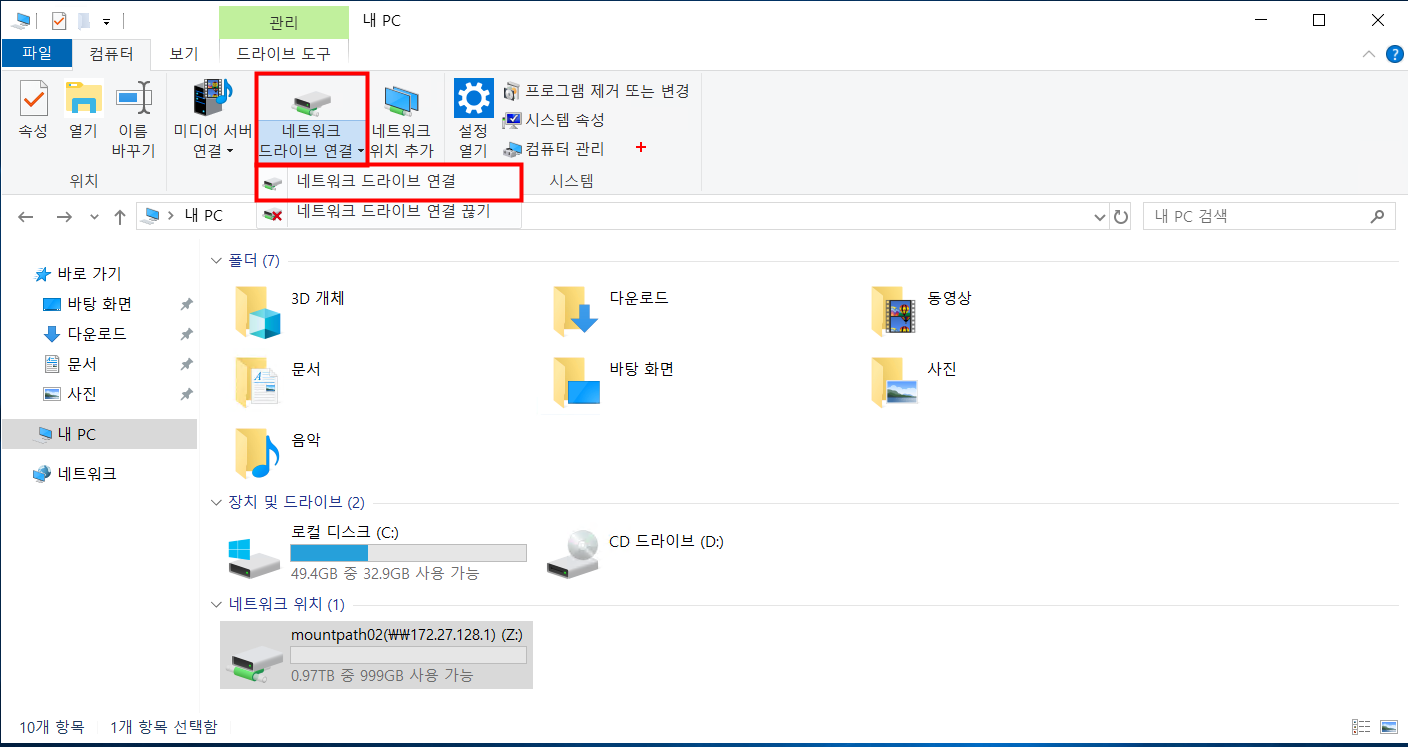 관리
내 PC
파일
컴퓨터
보기
드라이브 도구
속성
열기
이름
바꾸기
미디어 서버
연결
네트워크
드라이브 연결
네트워크
위치 추가
설정
열기
프로그램 제거 또는 변경
시스템 속성
컴퓨터 관리
위치
시스템
네트워크 드라이브 연결
네트워크 드라이브 연결 끊기
내 PC
내 PC 검색
바로 가기
바탕 화면
다운로드
문서
사진
내 PC
네트워크
폴더 (7)
3D 개체
다운로드
동영상
문서
바탕 화면
사진
음악
장치 및 드라이브 (2)
로컬 디스크 (C:)
49.4GB 중 32.9GB 사용 가능
CD 드라이브 (D:)
네트워크 위치 (1)
mountpath02(₩₩172.27.128.1) (Z:)
0.97TB 중 999GB 사용 가능
10개 항목
1개 항목 선택함